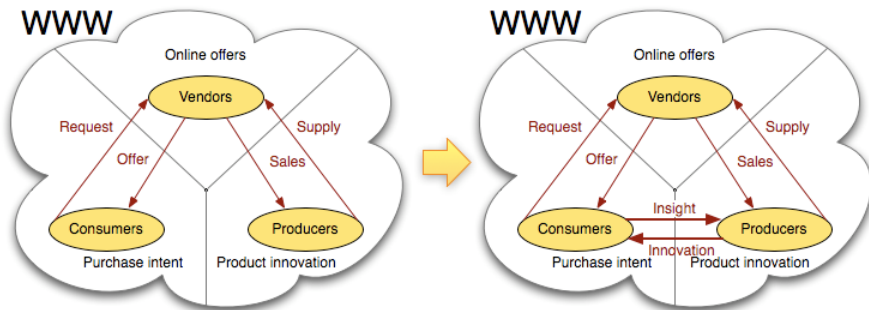 WWW
Online offers
Vendors
Request
Supply
Offer
Sales
Consumers
Producers
Purchase intent
Product innovation
WWW
Online offers
Vendors
Request
Supply
Offer
Sales
Insight
Consumers
Producers
Innovation
Purchase intent
Product innovation